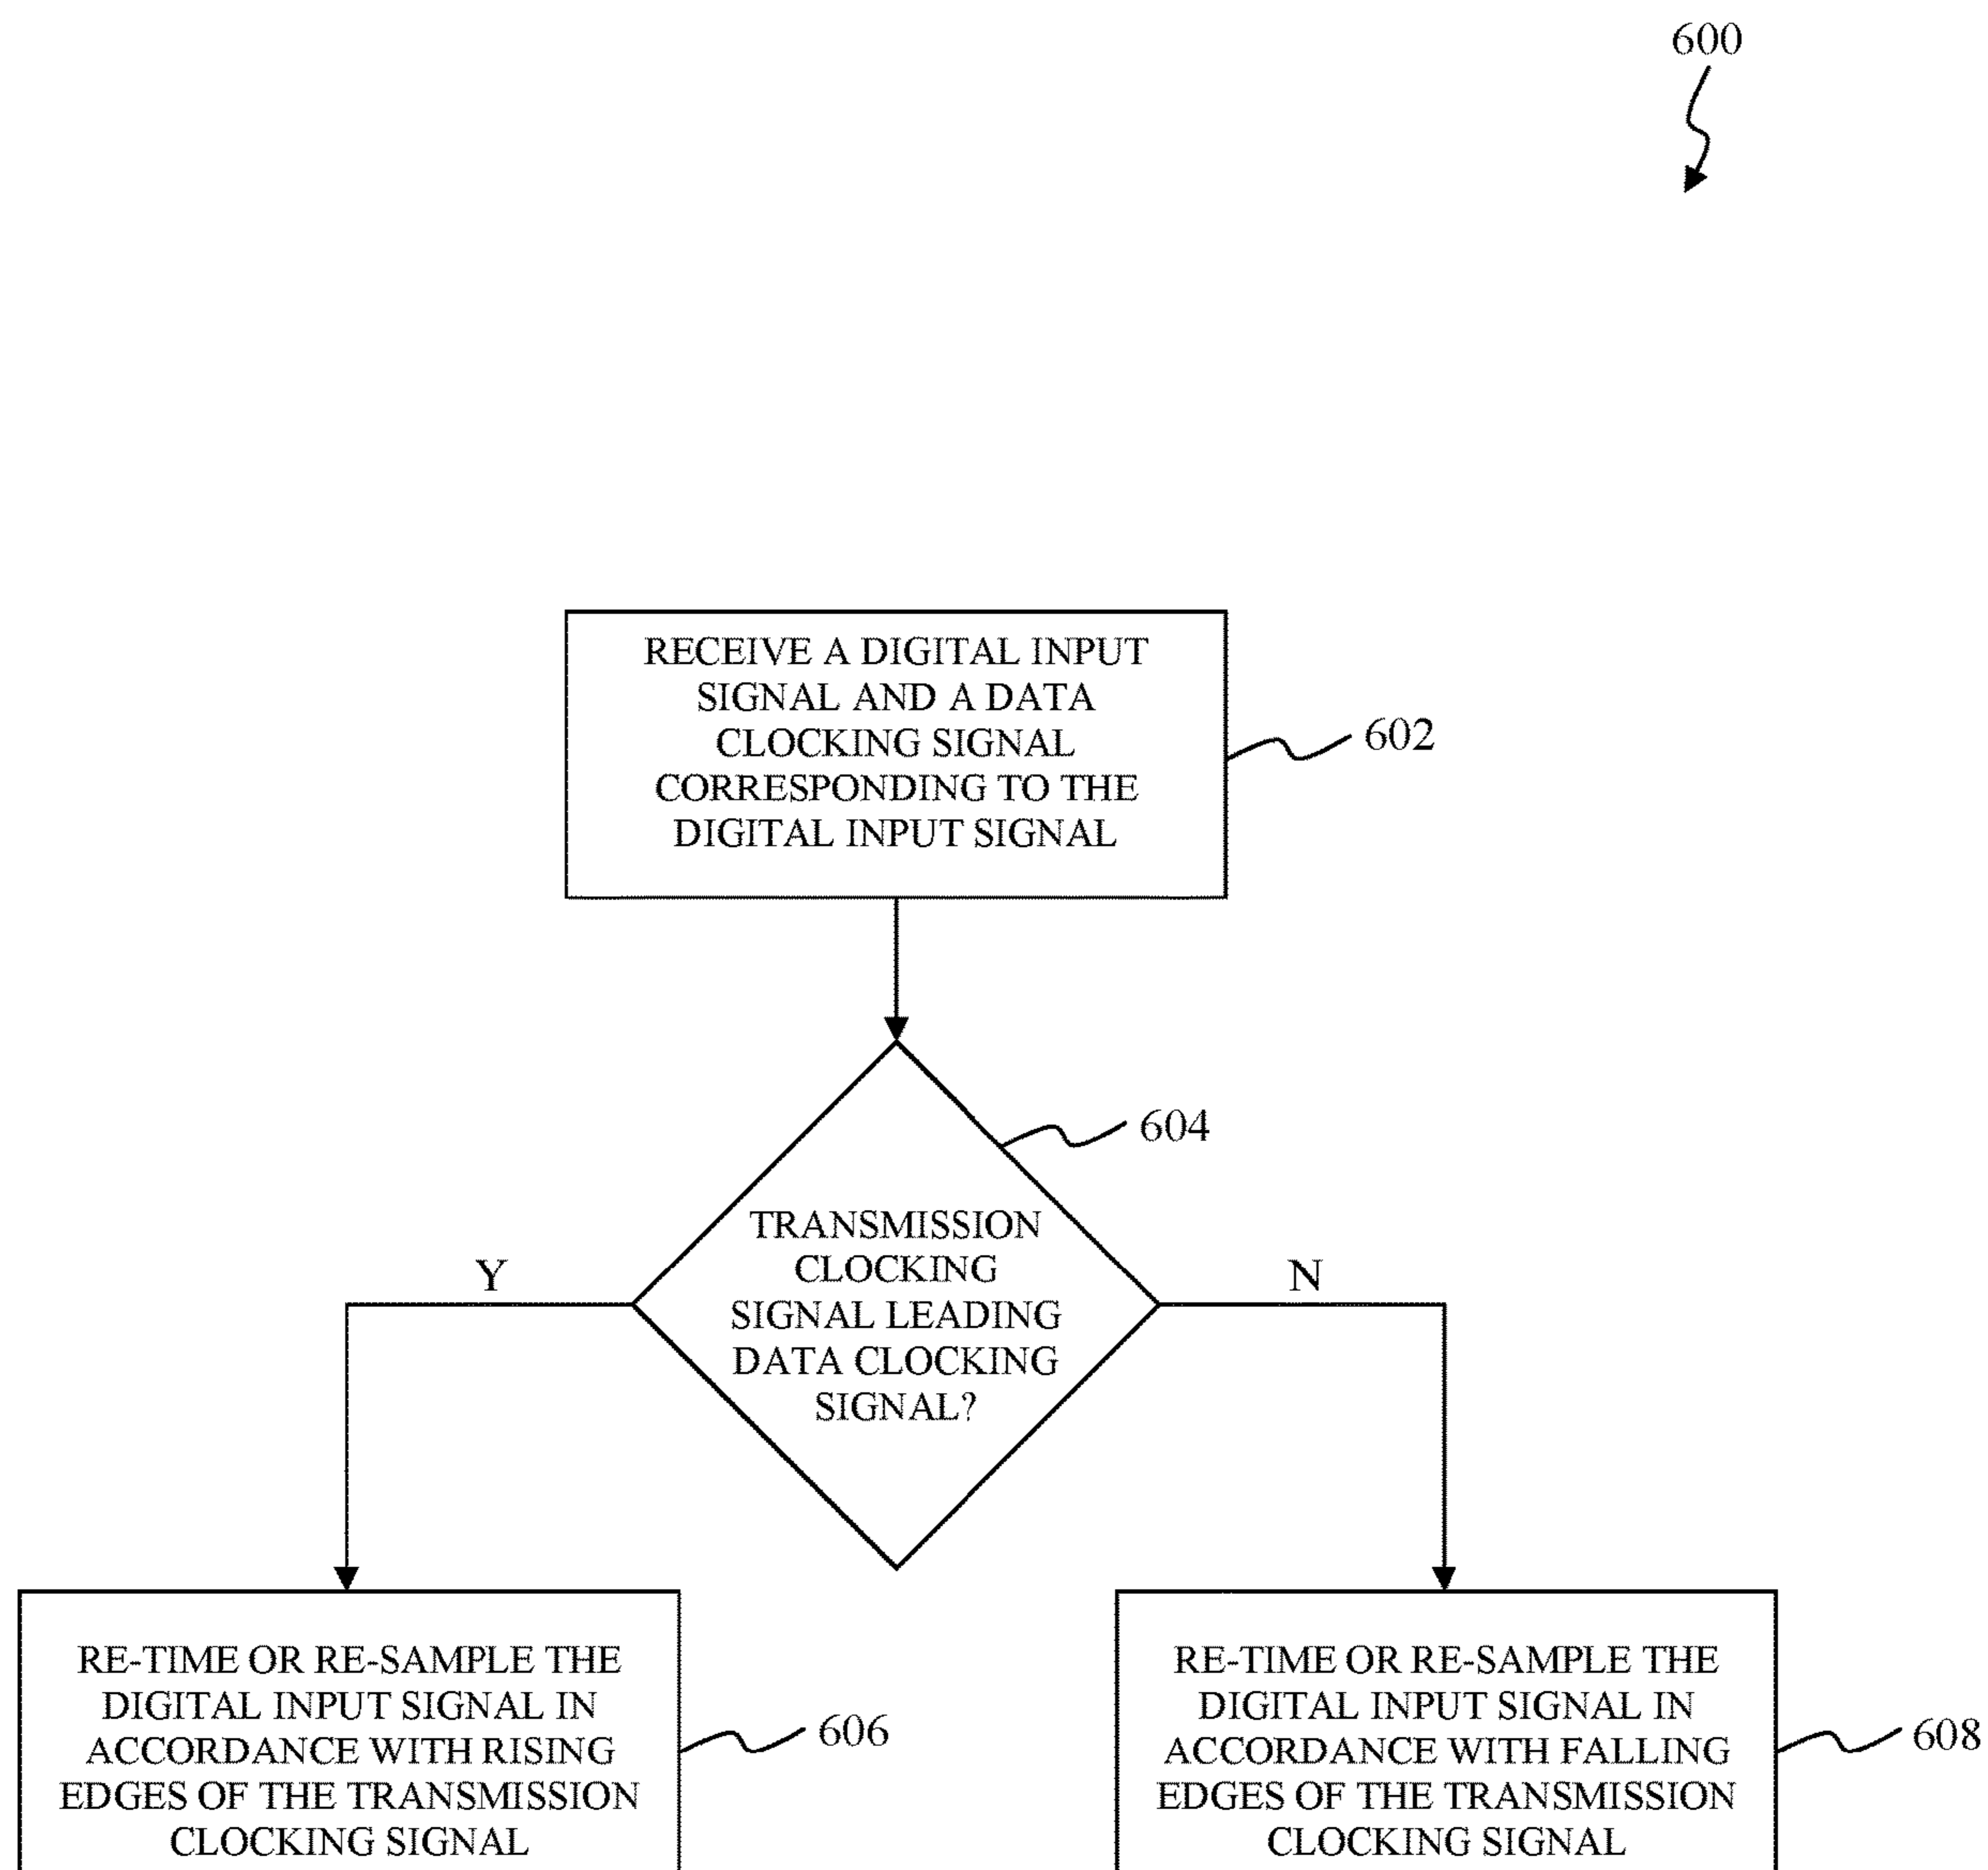 600
RECEIVE A DIGITAL INPUT
SIGNAL AND A DATA
CLOCKING SIGNAL
CORRESPONDING TO THE
DIGITAL INPUT SIGNAL
602
604
TRANSMISSION
CLOCKING
SIGNAL LEADING
DATA CLOCKING
SIGNAL?
Y
N
RE-TIME OR RE-SAMPLE THE
DIGITAL INPUT SIGNAL IN
ACCORDANCE WITH RISING
EDGES OF THE TRANSMISSION
CLOCKING SIGNAL
606
RE-TIME OR RE-SAMPLE THE
DIGITAL INPUT SIGNAL IN
ACCORDANCE WITH FALLING
EDGES OF THE TRANSMISSION
CLOCKING SIGNAL
608